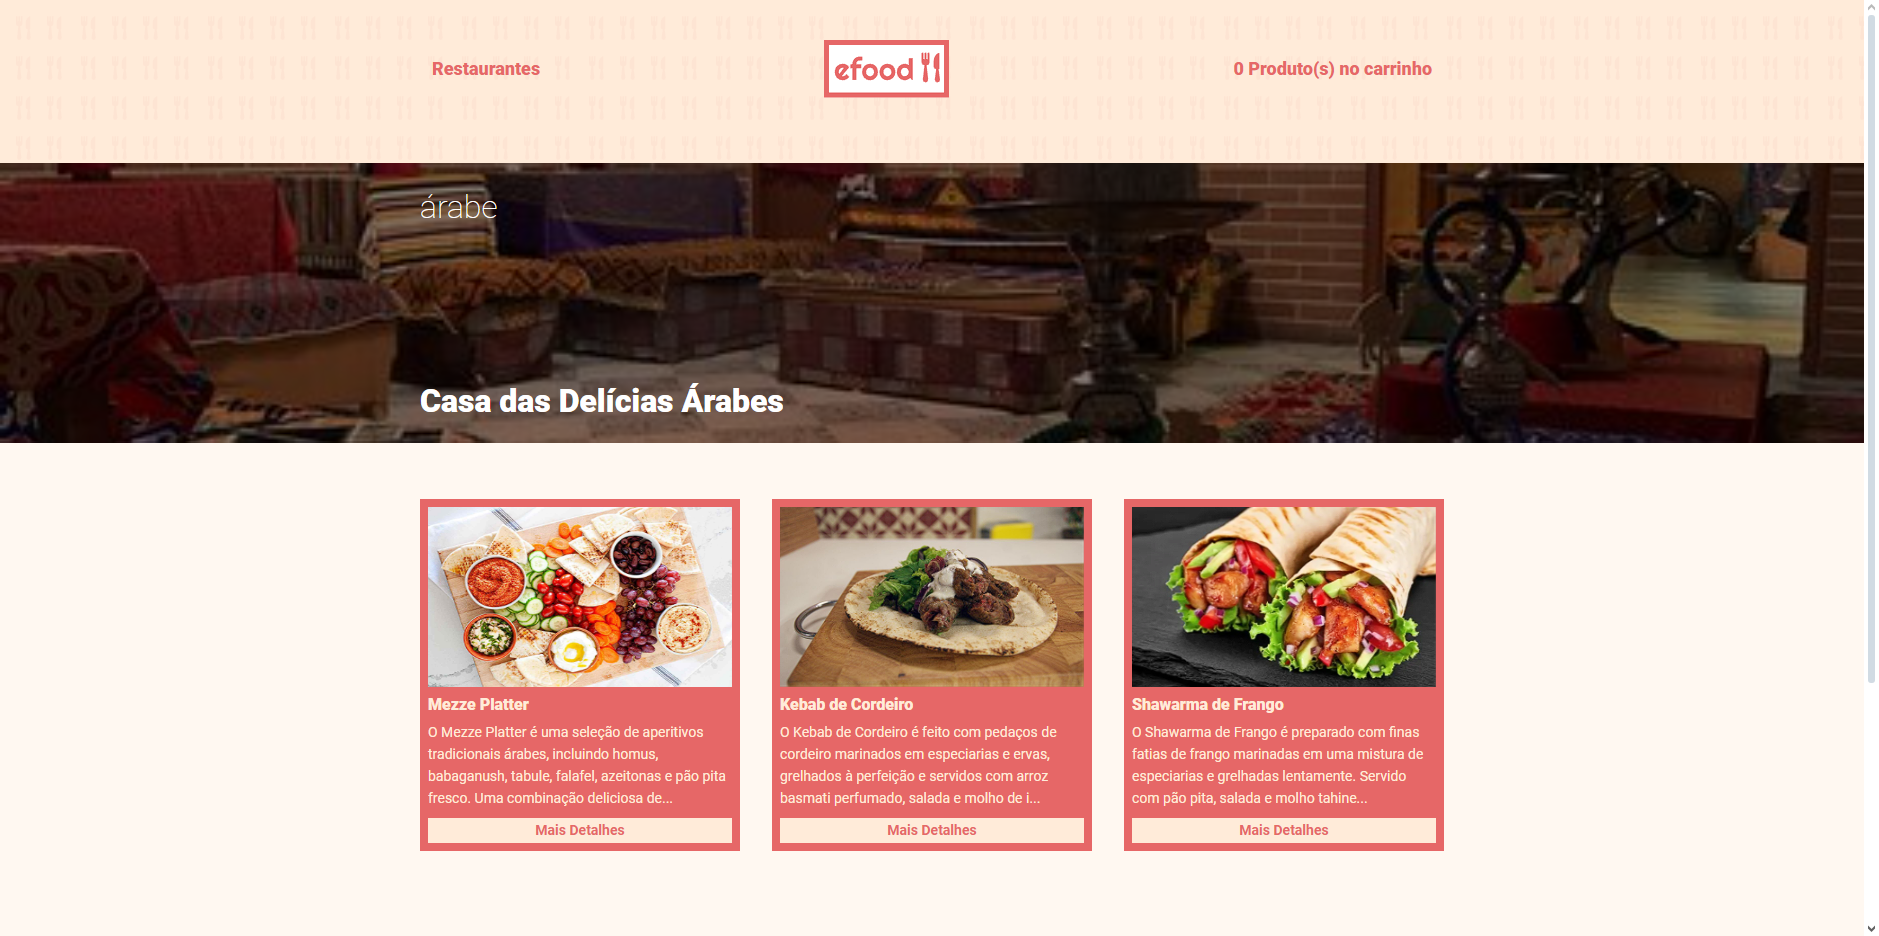 Restaurantes
efood
0 Produto(s) no carrinho
árabe
Casa das Delícias Árabes
Mezze Platter
O Mezze Platter é uma seleção de aperitivos
tradicionais árabes, incluindo homus,
babaganush, tabule, falafel, azeitonas e pão pita
fresco. Uma combinação deliciosa de...
Mais Detalhes
Kebab de Cordeiro
O Kebab de Cordeiro é feito com pedaços de
cordeiro marinados em especiarias e ervas,
grelhados à perfeição e servidos com arroz
basmati perfumado, salada e molho de i...
Mais Detalhes
Shawarma de Frango
O Shawarma de Frango é preparado com finas
fatias de frango marinadas em uma mistura de
especiarias e grelhadas lentamente. Servido
com pão pita, salada e molho tahine...
Mais Detalhes